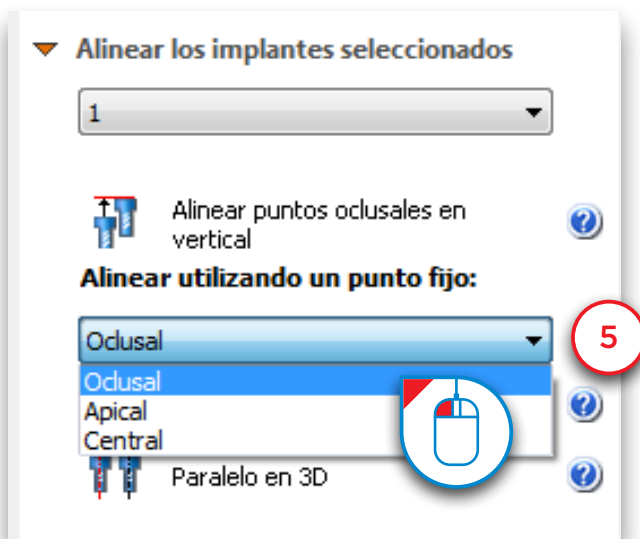 Alinear los implantes seleccionados
1
Alinear puntos oclusales en
vertical
Alinear utilizando un punto fijo:
Oclusal
5
Oclusal
Apical
Central
Paralelo en 3D